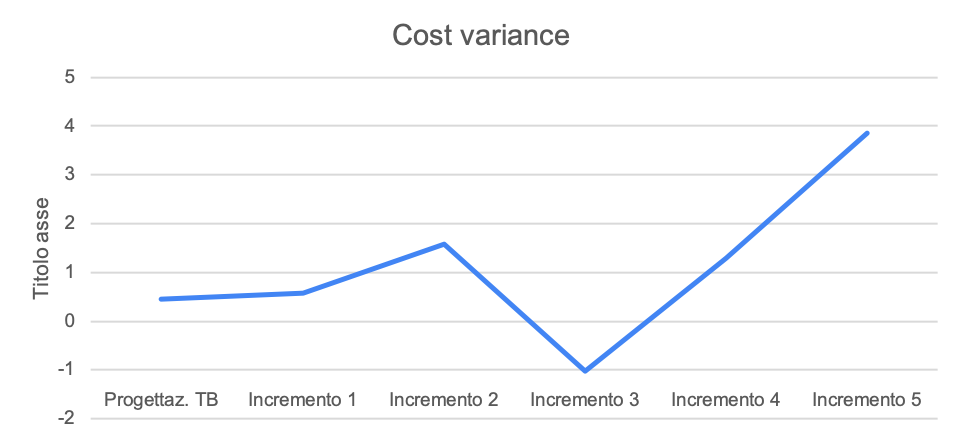 Cost variance
5
4
3
2
1
0
-1
-2
Titolo asse
Progettaz. TB
Incremento 1
Incremento 2
Incremento 3
Incremento 4
Incremento 5